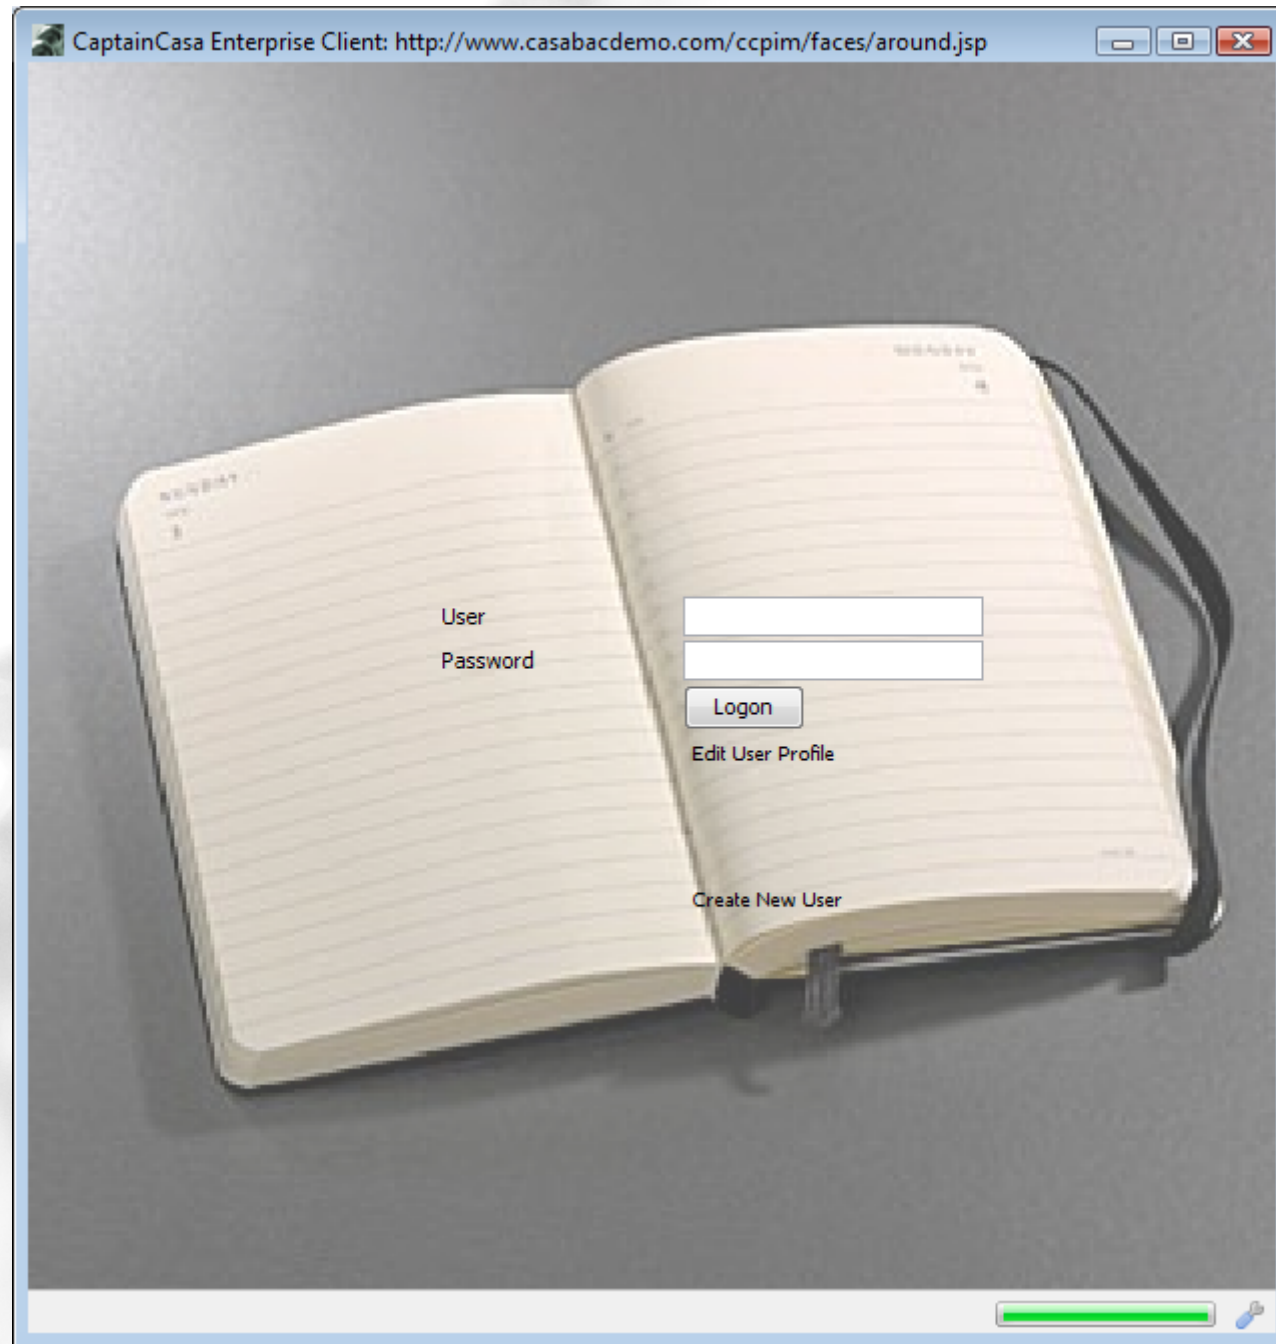 CaptainCasa Enterprise Client: http://www.casabacdemo.com/ccpim/faces/around.jsp
User
Password
Logon
Edit User Profile
Create New User